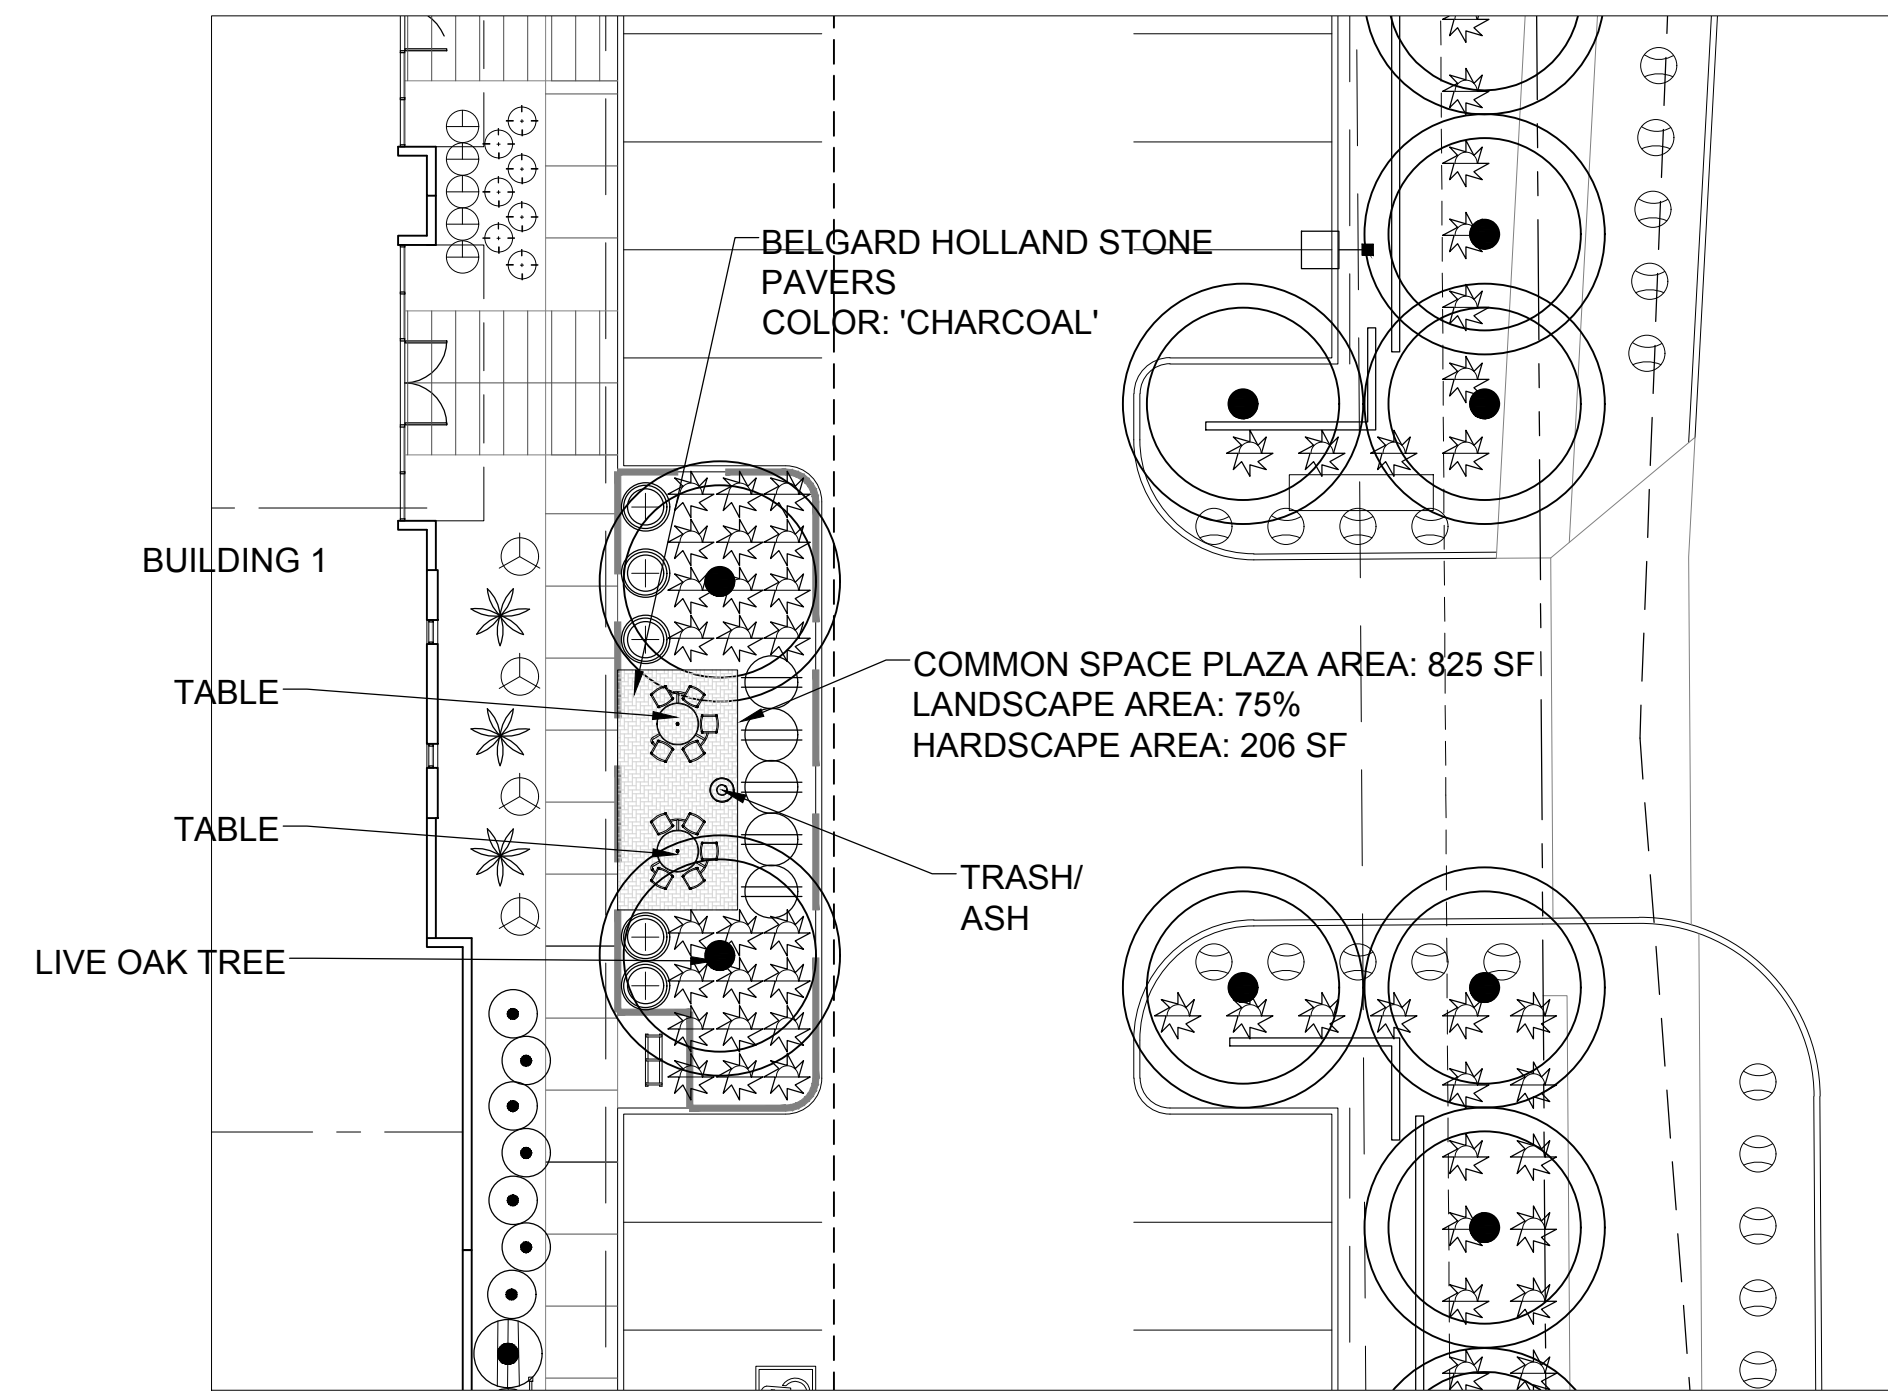 BELGARD HOLLAND STONE
PAVERS
COLOR: 'CHARCOAL'
BUILDING 1
COMMON SPACE PLAZA AREA: 825 SF
LANDSCAPE AREA: 75%
HARDSCAPE AREA: 206 SF
TABLE
TABLE
TRASH/
ASH
LIVE OAK TREE